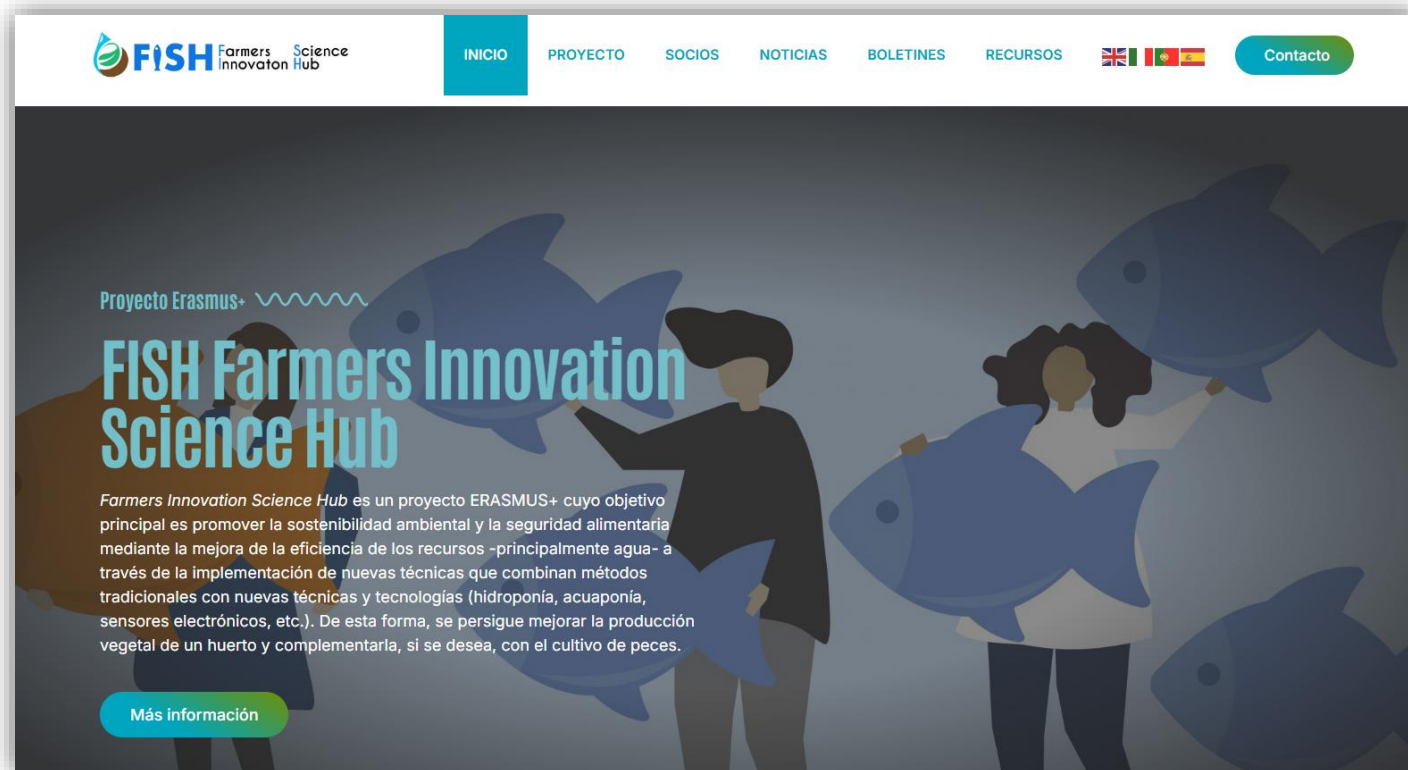 FISH Farmers Science
Innovaton Hub
INICIO
PROYECTO
SOCIOS
NOTICIAS
BOLETINES
RECURSOS
Contacto
Proyecto Erasmus+
FISH Farmers Innovation
Science Hub
Farmers Innovation Science Hub es un proyecto ERASMUS+ cuyo objetivo
principal es promover la sostenibilidad ambiental y la seguridad alimentaria
mediante la mejora de la eficiencia de los recursos -principalmente agua- a
través de la implementación de nuevas técnicas que combinan métodos
tradicionales con nuevas técnicas y tecnologías (hidroponía, acuaponía,
sensores electrónicos, etc.). De esta forma, se persigue mejorar la producción
vegetal de un huerto y complementarla, si se desea, con el cultivo de peces.
Más información